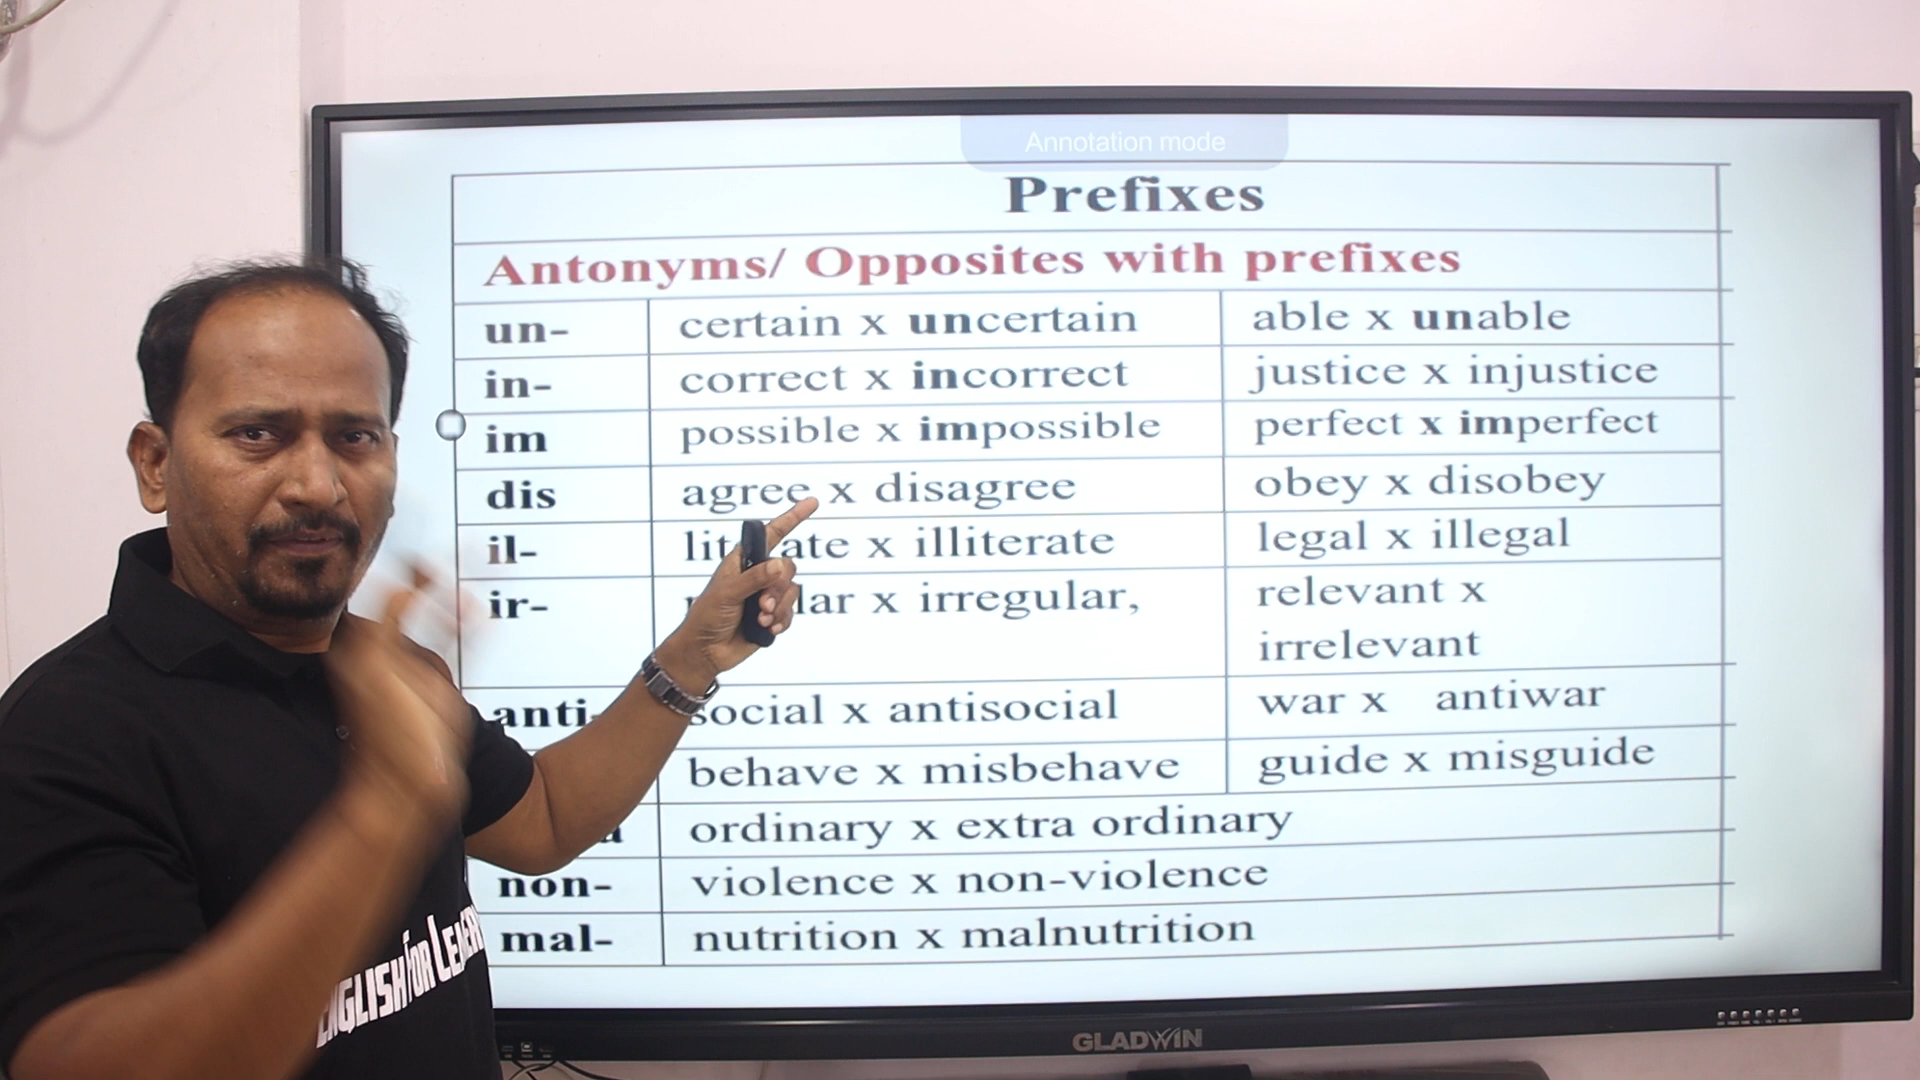 Annotation mode
Prefixes
Antonyms/ Opposites with prefixes
un- certain x uncertain able x unable
in- correct x incorrect justice x injustice
im possible x impossible perfect x imperfect
dis agree x disagree obey x disobey
il- x illiterate legal x illegal
ir- x irregular, relevant x
irrelevant
anti- social x antisocial war x antiwar
behave x misbehave guide x misguide
ordinary x extra ordinary
non- violence x non-violence
mal- nutrition x malnutrition
ENGLISH FOR
GLADWIN